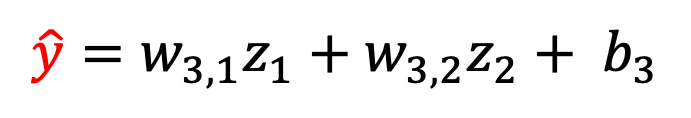 ŷ = w₃,₁z₁ + w₃,₂z₂ + b₃